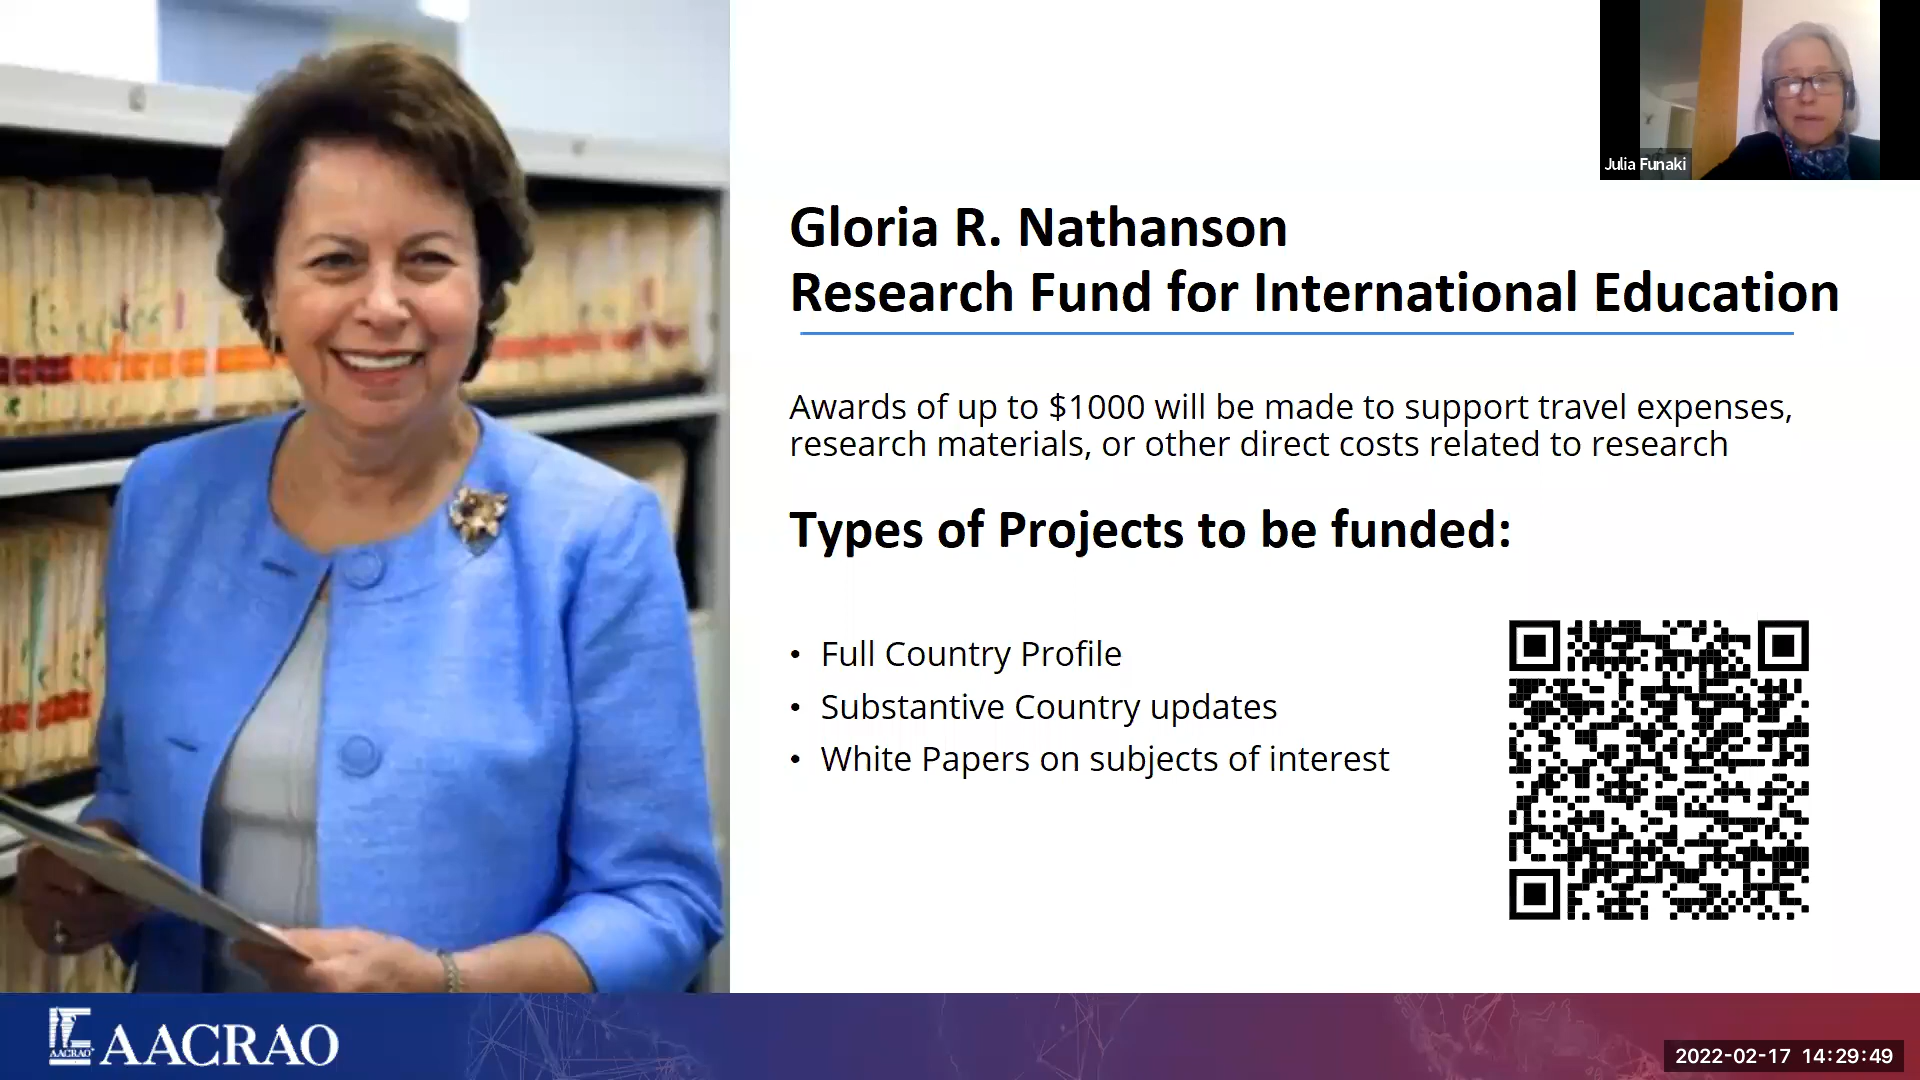 Julia Funaki
Gloria R. Nathanson
Research Fund for International Education
Awards of up to $1000 will be made to support travel expenses,
research materials, or other direct costs related to research
Types of Projects to be funded:
• Full Country Profile
• Substantive Country updates
• White Papers on subjects of interest
AACRAO
AACRAO
2022-02-17 14:29:49